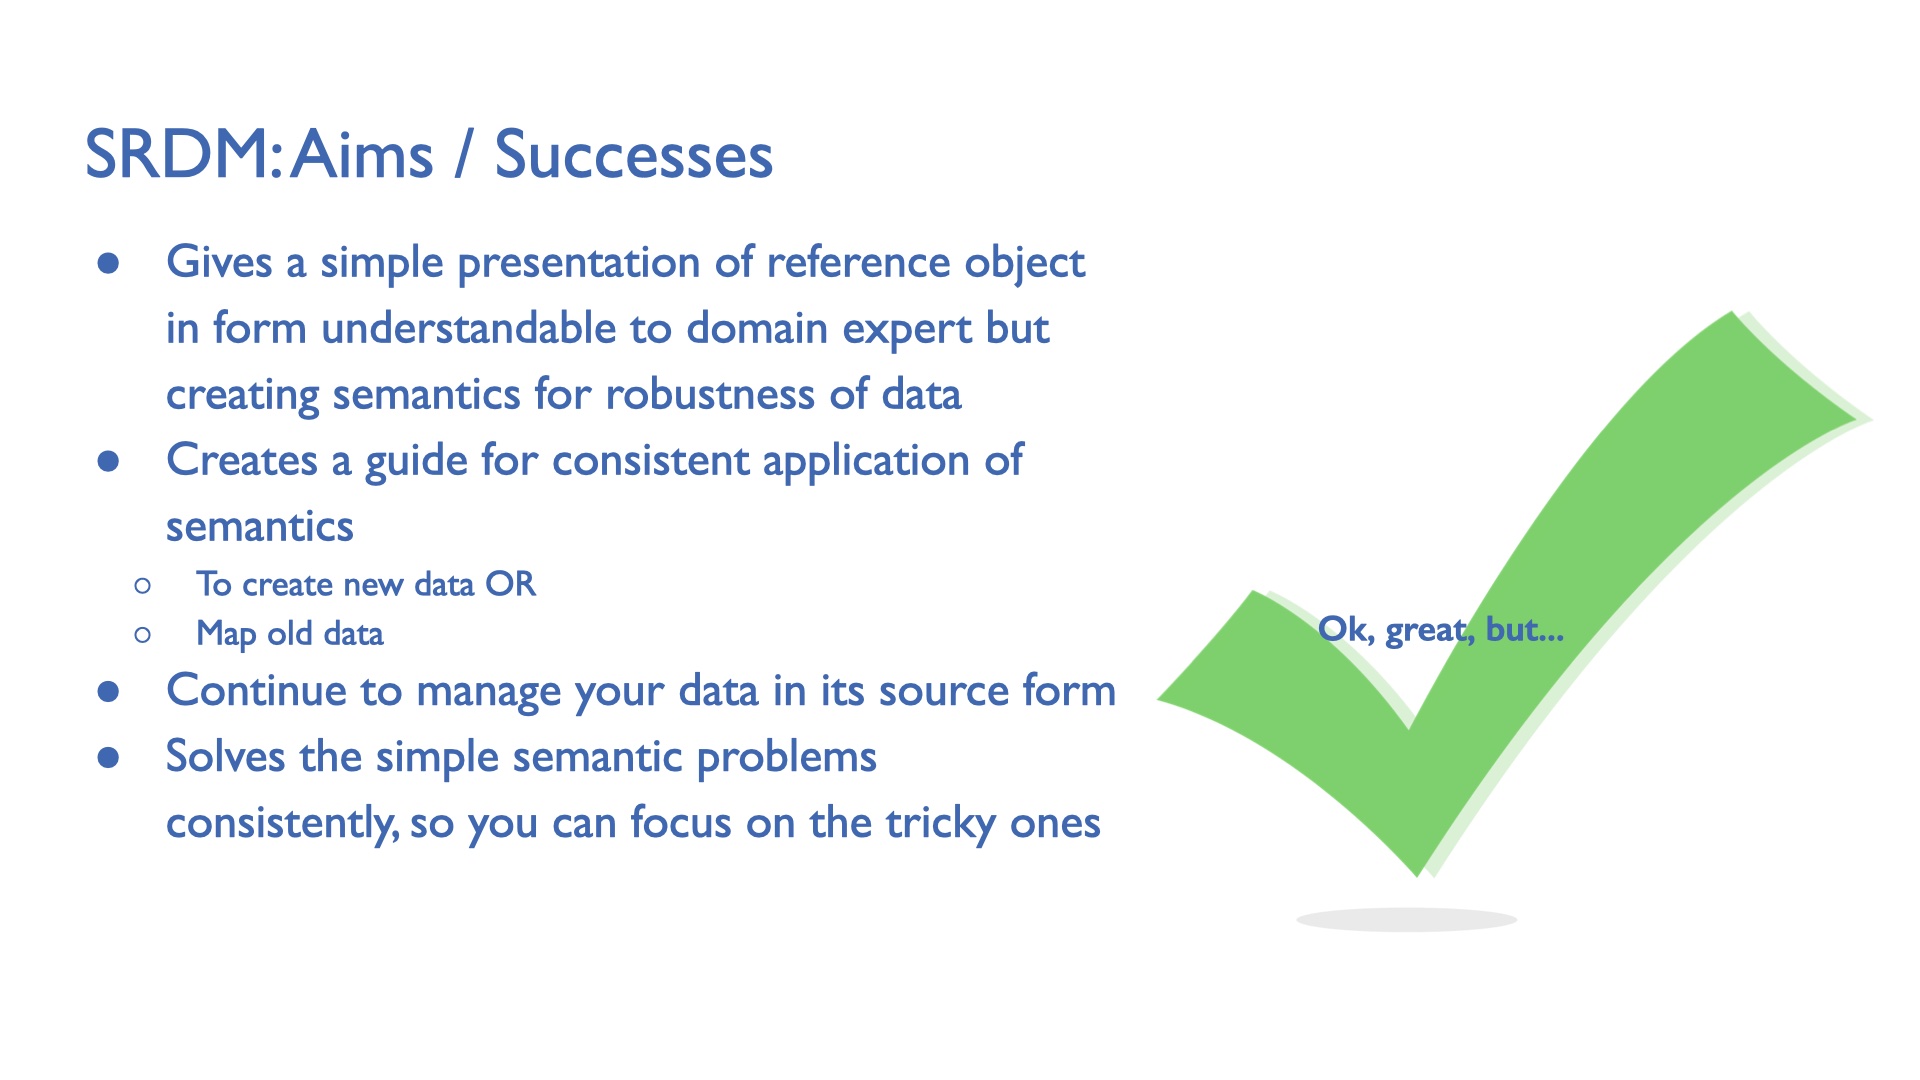 SRDM: Aims / Successes
● Gives a simple presentation of reference object
in form understandable to domain expert but
creating semantics for robustness of data
● Creates a guide for consistent application of
semantics
○ To create new data OR
○ Map old data
● Continue to manage your data in its source form
● Solves the simple semantic problems
consistently, so you can focus on the tricky ones
Ok, great, but...